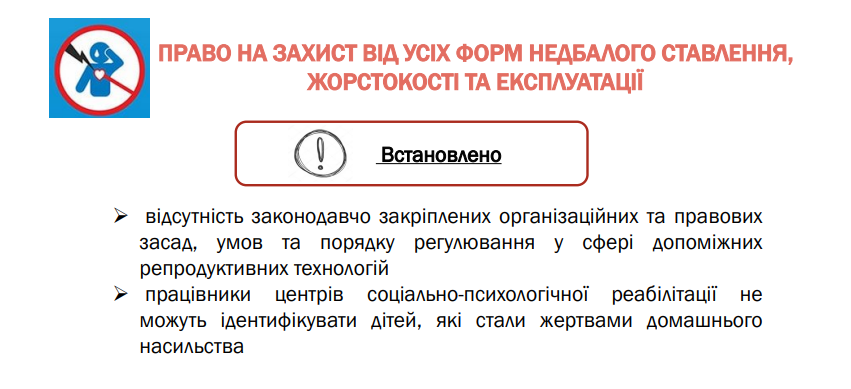 ПРАВО НА ЗАХИСТ ВІД УСІХ ФОРМ НЕДБАЛОГО СТАВЛЕННЯ,
ЖОРСТОКОСТІ ТА ЕКСПЛУАТАЦІЇ
Встановлено
➢ відсутність законодавчо закріплених організаційних та правових
засад, умов та порядку регулювання у сфері допоміжних
репродуктивних технологій
➢ працівники центрів соціально-психологічної реабілітації не
можуть ідентифікувати дітей, які стали жертвами домашнього
насильства